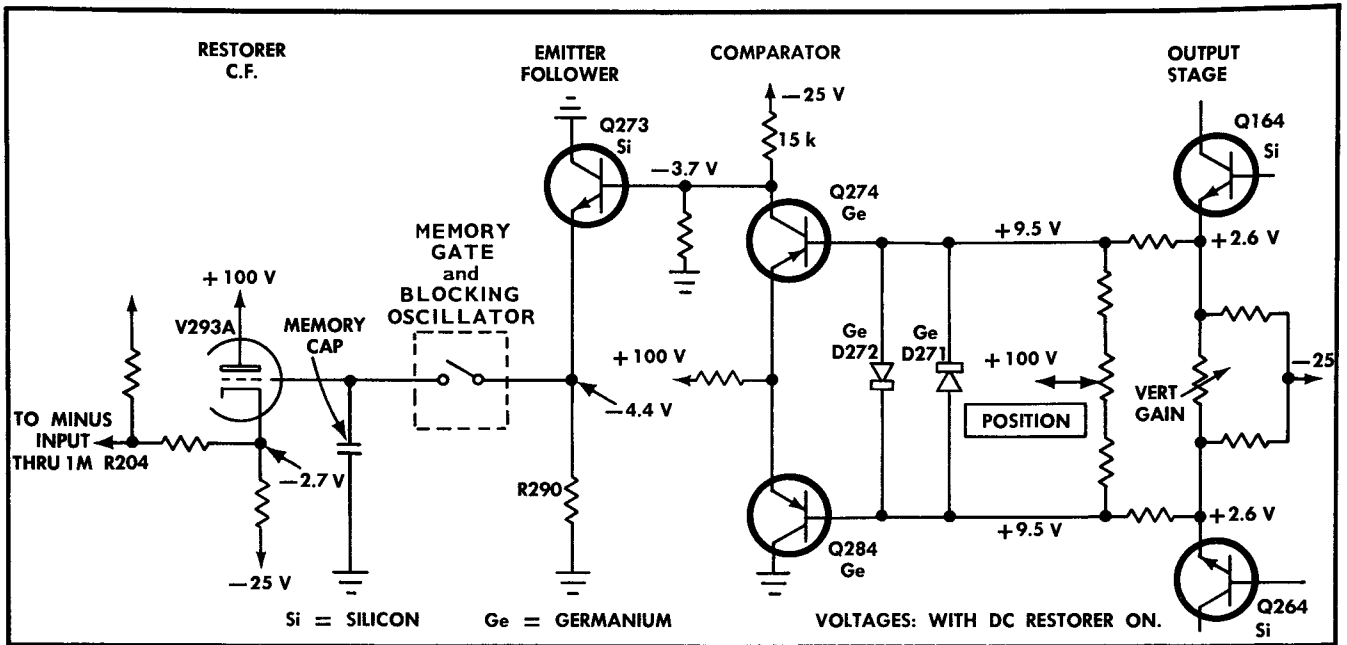 RESTORER
C.F.
EMITTER
FOLLOWER
COMPARATOR
OUTPUT
STAGE
−25 V
15 k
Q273
Si
−3.7 V
Q274
Ge
Q164
Si
+9.5 V
+2.6 V
MEMORY
GATE
and
BLOCKING
OSCILLATOR
+100 V
V293A
MEMORY
CAP
+100 V
−4.4 V
Ge
D272
Ge
D271
+100 V
POSITION
VERT
GAIN
−25
TO MINUS
INPUT
THRU 1M R204
−2.7 V
R290
−25 V
Q284
Ge
+9.5 V
+2.6 V
Q264
Si
Si = SILICON
Ge = GERMANIUM
VOLTAGES: WITH DC RESTORER ON.